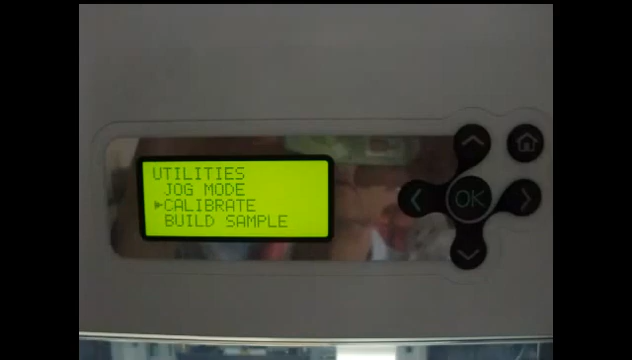 UTILITIES
JOG MODE
▶CALIBRATE
BUILD SAMPLE
OK